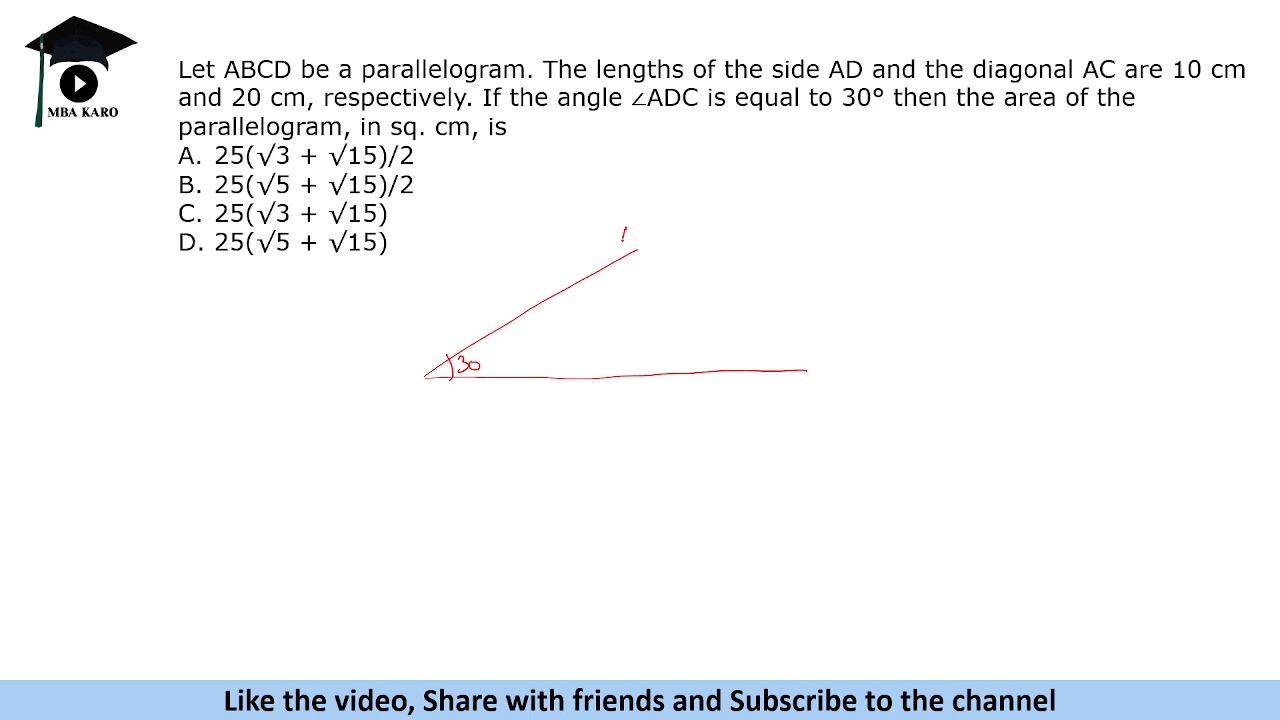 MBA KARO
Let ABCD be a parallelogram. The lengths of the side AD and the diagonal AC are 10 cm
and 20 cm, respectively. If the angle ∠ADC is equal to 30° then the area of the
parallelogram, in sq. cm, is
A. 25(√3 + √15)/2
B. 25(√5 + √15)/2
C. 25(√3 + √15)
D. 25(√5 + √15)
30
Like the video, Share with friends and Subscribe to the channel